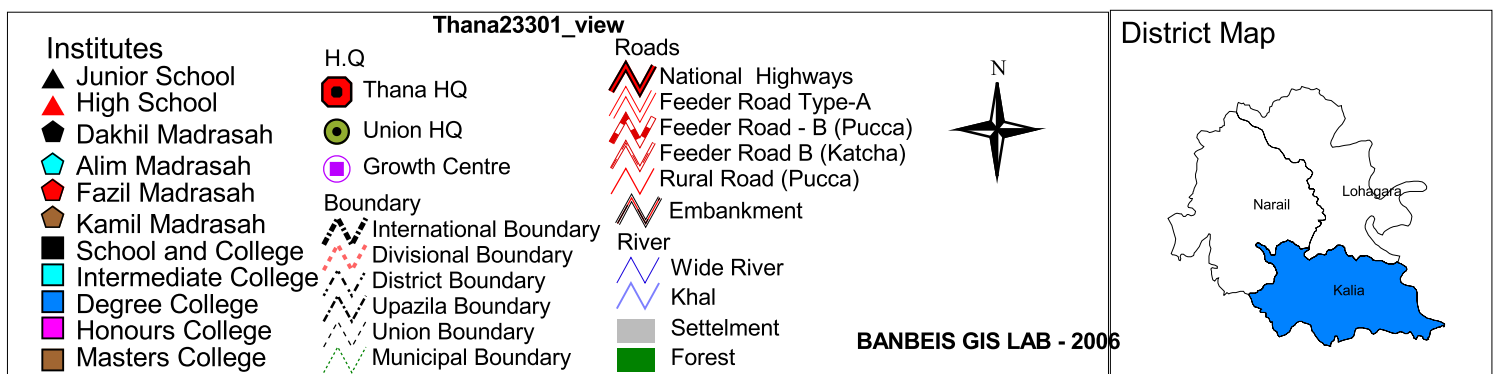 Thana23301_view
Institutes
Junior School
High School
Dakhil Madrasah
Alim Madrasah
Fazil Madrasah
Kamil Madrasah
School and College
Intermediate College
Degree College
Honours College
Masters College
H.Q
Thana HQ
Union HQ
Growth Centre
Boundary
International Boundary
Divisional Boundary
District Boundary
Upazila Boundary
Union Boundary
Municipal Boundary
Roads
National Highways
Feeder Road Type-A
Feeder Road - B (Pucca)
Feeder Road B (Katcha)
Rural Road (Pucca)
Embankment
River
Wide River
Khal
Settelment
Forest
N
BANBEIS GIS LAB - 2006
District Map
Lohagara
Narail
Kalia